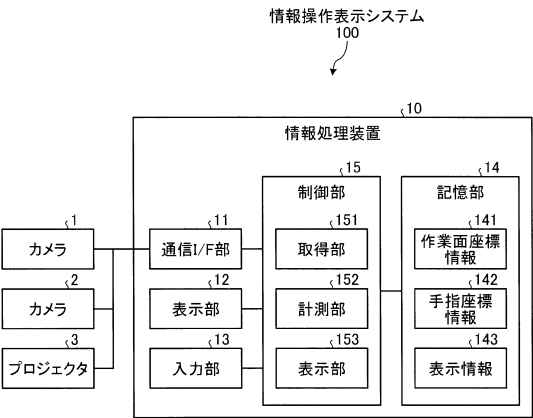 情報操作表示システム
100
10
情報処理装置
15
制御部
14
記憶部
1
カメラ
11
通信I/F部
151
取得部
141
作業面座標
情報
2
カメラ
12
表示部
152
計測部
142
手指座標
情報
3
プロジェクタ
13
入力部
153
表示部
143
表示情報